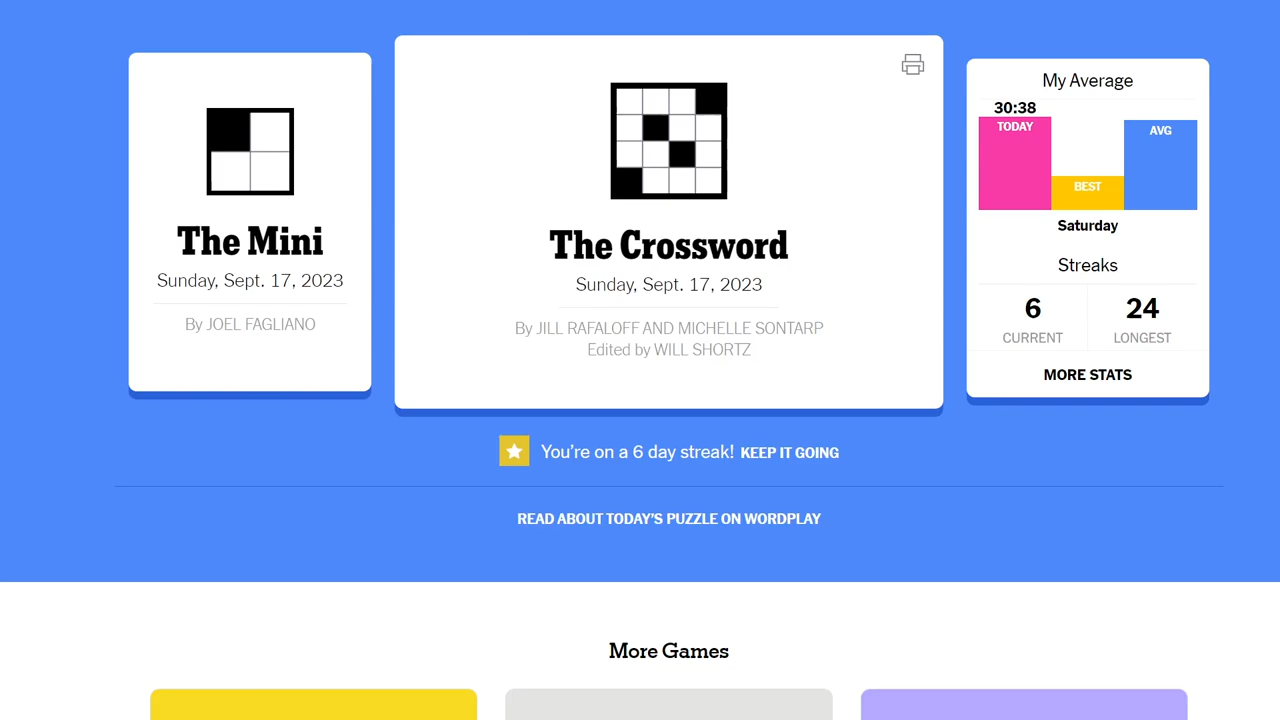 The Mini
Sunday, Sept. 17, 2023
By JOEL FAGLIANO
The Crossword
Sunday, Sept. 17, 2023
By JILL RAFALOFF AND MICHELLE SONTARP
Edited by WILL SHORTZ
My Average
30:38
TODAY
BEST
AVG
Saturday
Streaks
6 24
CURRENT LONGEST
MORE STATS
You're on a 6 day streak! KEEP IT GOING
READ ABOUT TODAY'S PUZZLE ON WORDPLAY
More Games